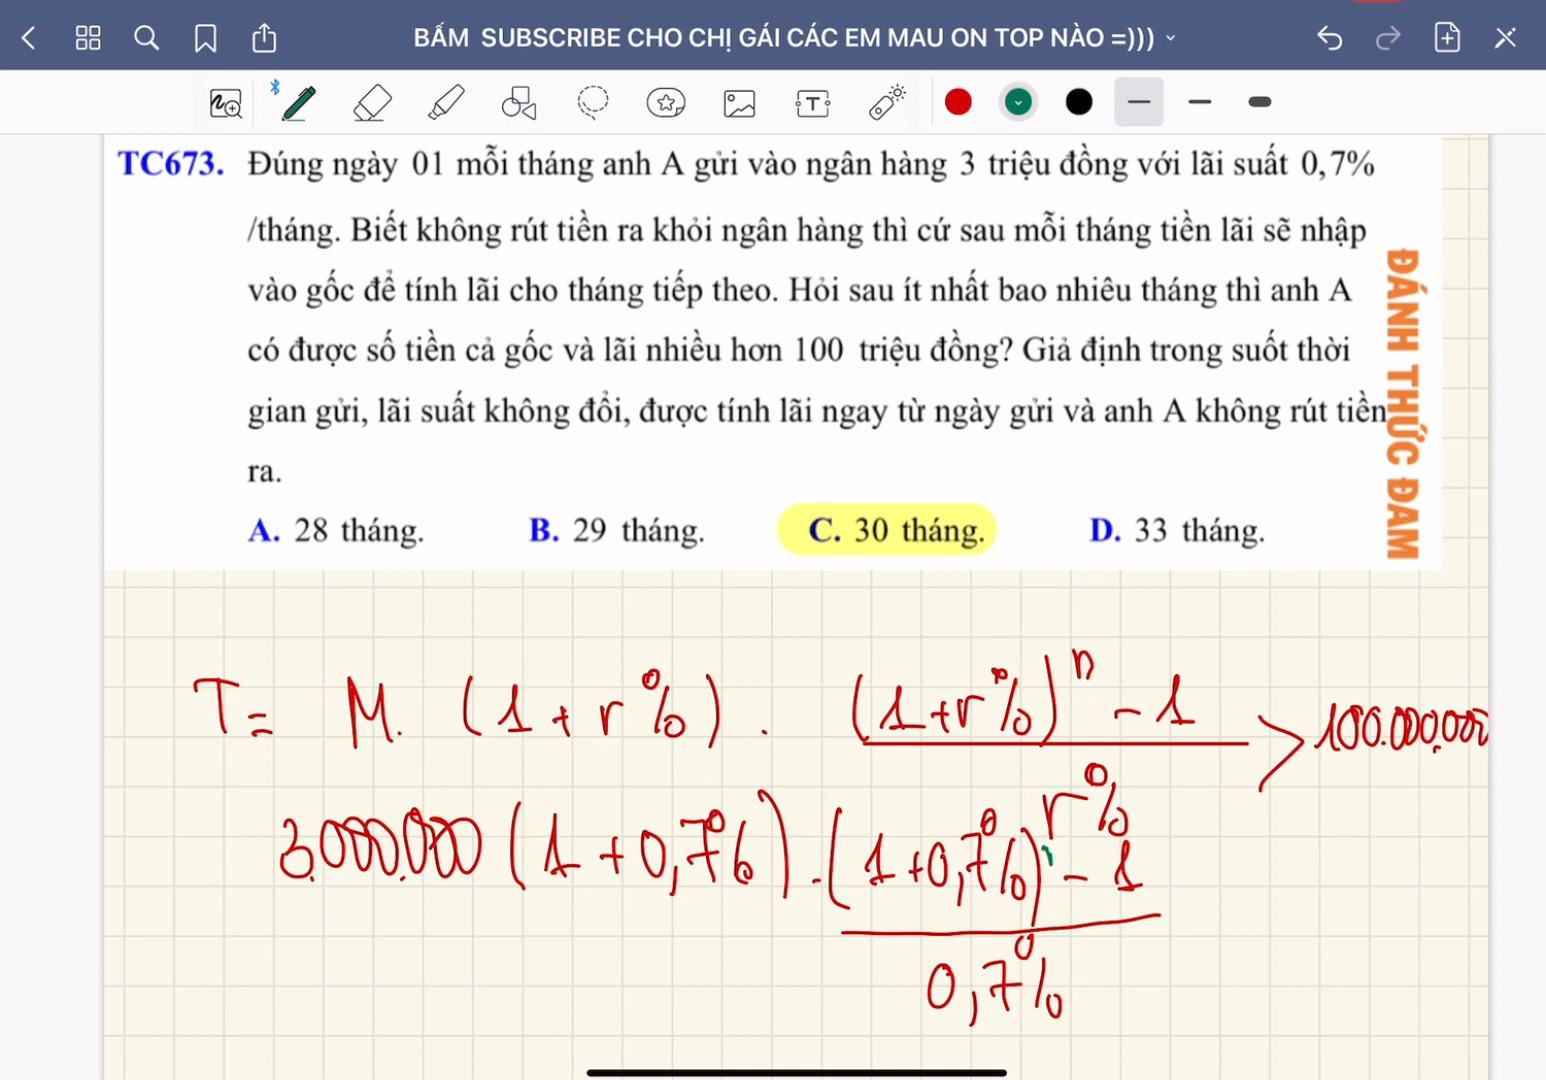 BẤM SUBSCRIBE CHO CHỊ GÁI CÁC EM MAU ON TOP NÀO =)))
TC673. Đúng ngày 01 mỗi tháng anh A gửi vào ngân hàng 3 triệu đồng với lãi suất 0,7%
/tháng. Biết không rút tiền ra khỏi ngân hàng thì cứ sau mỗi tháng tiền lãi sẽ nhập
vào gốc để tính lãi cho tháng tiếp theo. Hỏi sau ít nhất bao nhiêu tháng thì anh A
có được số tiền cả gốc và lãi nhiều hơn 100 triệu đồng? Giả định trong suốt thời
gian gửi, lãi suất không đổi, được tính lãi ngay từ ngày gửi và anh A không rút tiền
ra.
A. 28 tháng. B. 29 tháng. C. 30 tháng. D. 33 tháng.
ĐÁNH THỨC ĐAM
T = M. (1 + r%) . (1+r%)^n - 1 > 100.000.000
r%
3.000.000 (1 + 0,7%) . (1+0,7%)^n - 1
0,7%